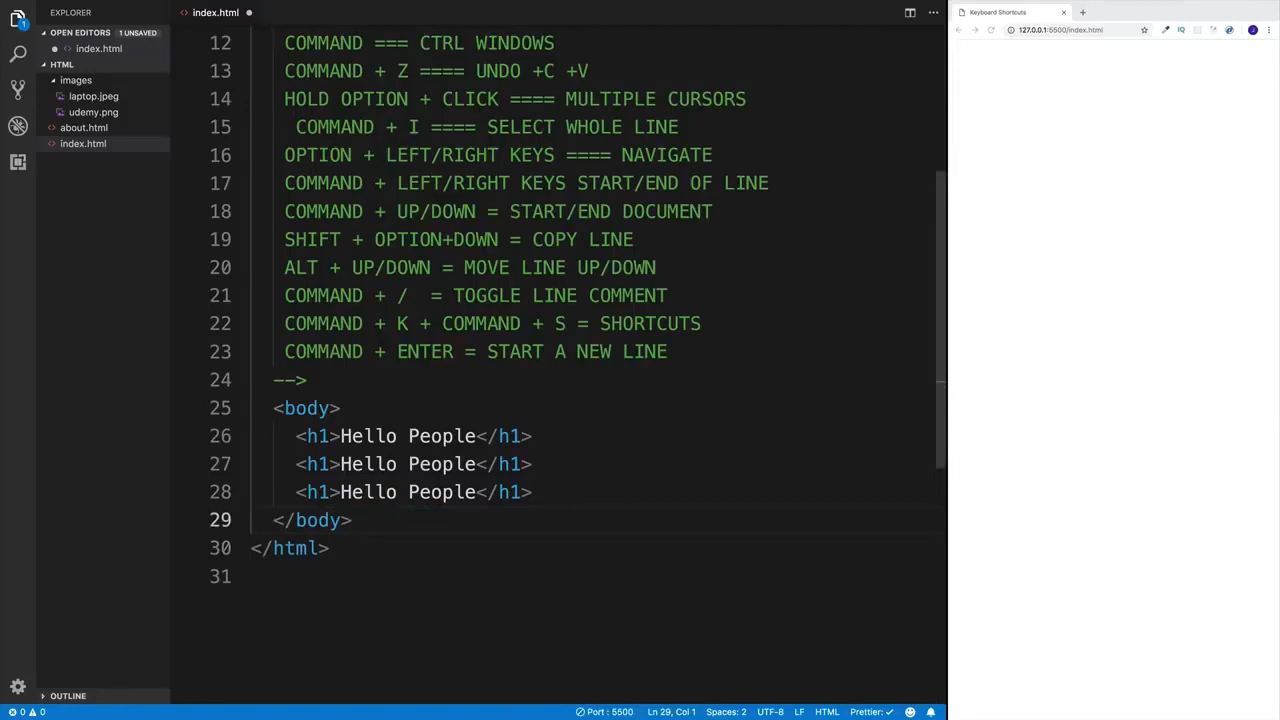 EXPLORER
OPEN EDITORS 1 UNSAVED
index.html
HTML
images
laptop.jpeg
udemy.png
about.html
index.html
OUTLINE
1
index.html
12 COMMAND === CTRL WINDOWS
13 COMMAND + Z ==== UNDO +C +V
14 HOLD OPTION + CLICK ==== MULTIPLE CURSORS
15 COMMAND + I ==== SELECT WHOLE LINE
16 OPTION + LEFT/RIGHT KEYS ==== NAVIGATE
17 COMMAND + LEFT/RIGHT KEYS START/END OF LINE
18 COMMAND + UP/DOWN = START/END DOCUMENT
19 SHIFT + OPTION+DOWN = COPY LINE
20 ALT + UP/DOWN = MOVE LINE UP/DOWN
21 COMMAND + /  = TOGGLE LINE COMMENT
22 COMMAND + K + COMMAND + S = SHORTCUTS
23 COMMAND + ENTER = START A NEW LINE
24 -->
25 <body>
26 <h1>Hello People</h1>
27 <h1>Hello People</h1>
28 <h1>Hello People</h1>
29 </body>
30 </html>
31
Keyboard Shortcuts
127.0.0.1:5500/index.html
IQ
J
0 0 Port : 5500 Ln 29, Col 1 Spaces: 2 UTF-8 LF HTML Prettier: ✓